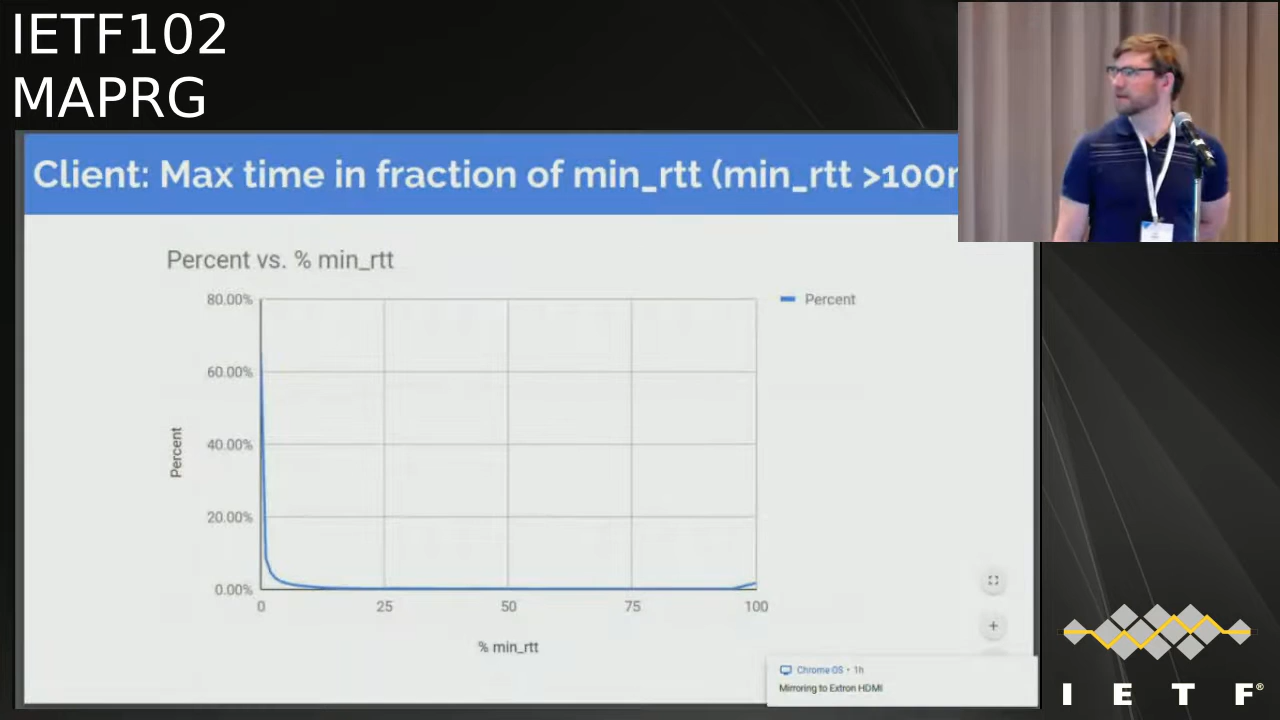 IETF102
MAPRG
Client: Max time in fraction of min_rtt (min_rtt >100
Percent vs. % min_rtt
Percent
80.00%
60.00%
40.00%
20.00%
0.00%
Percent
0 25 50 75 100
% min_rtt
+
Chrome OS • 1h
Mirroring to Extron HDMI
I E T F®